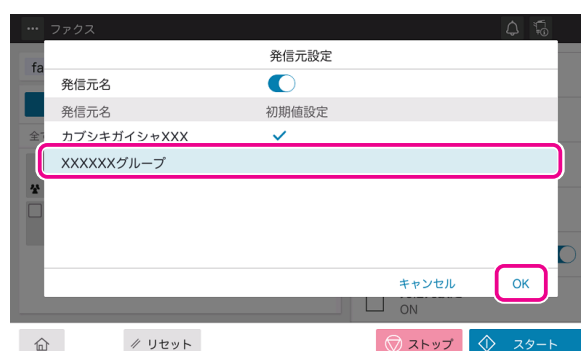 … ファクス
発信元設定
fa
発信元名
発信元名 初期値設定
全
カブシキガイシャXXX
XXXXXXグループ
キャンセル OK
ON
リセット ストップ スタート